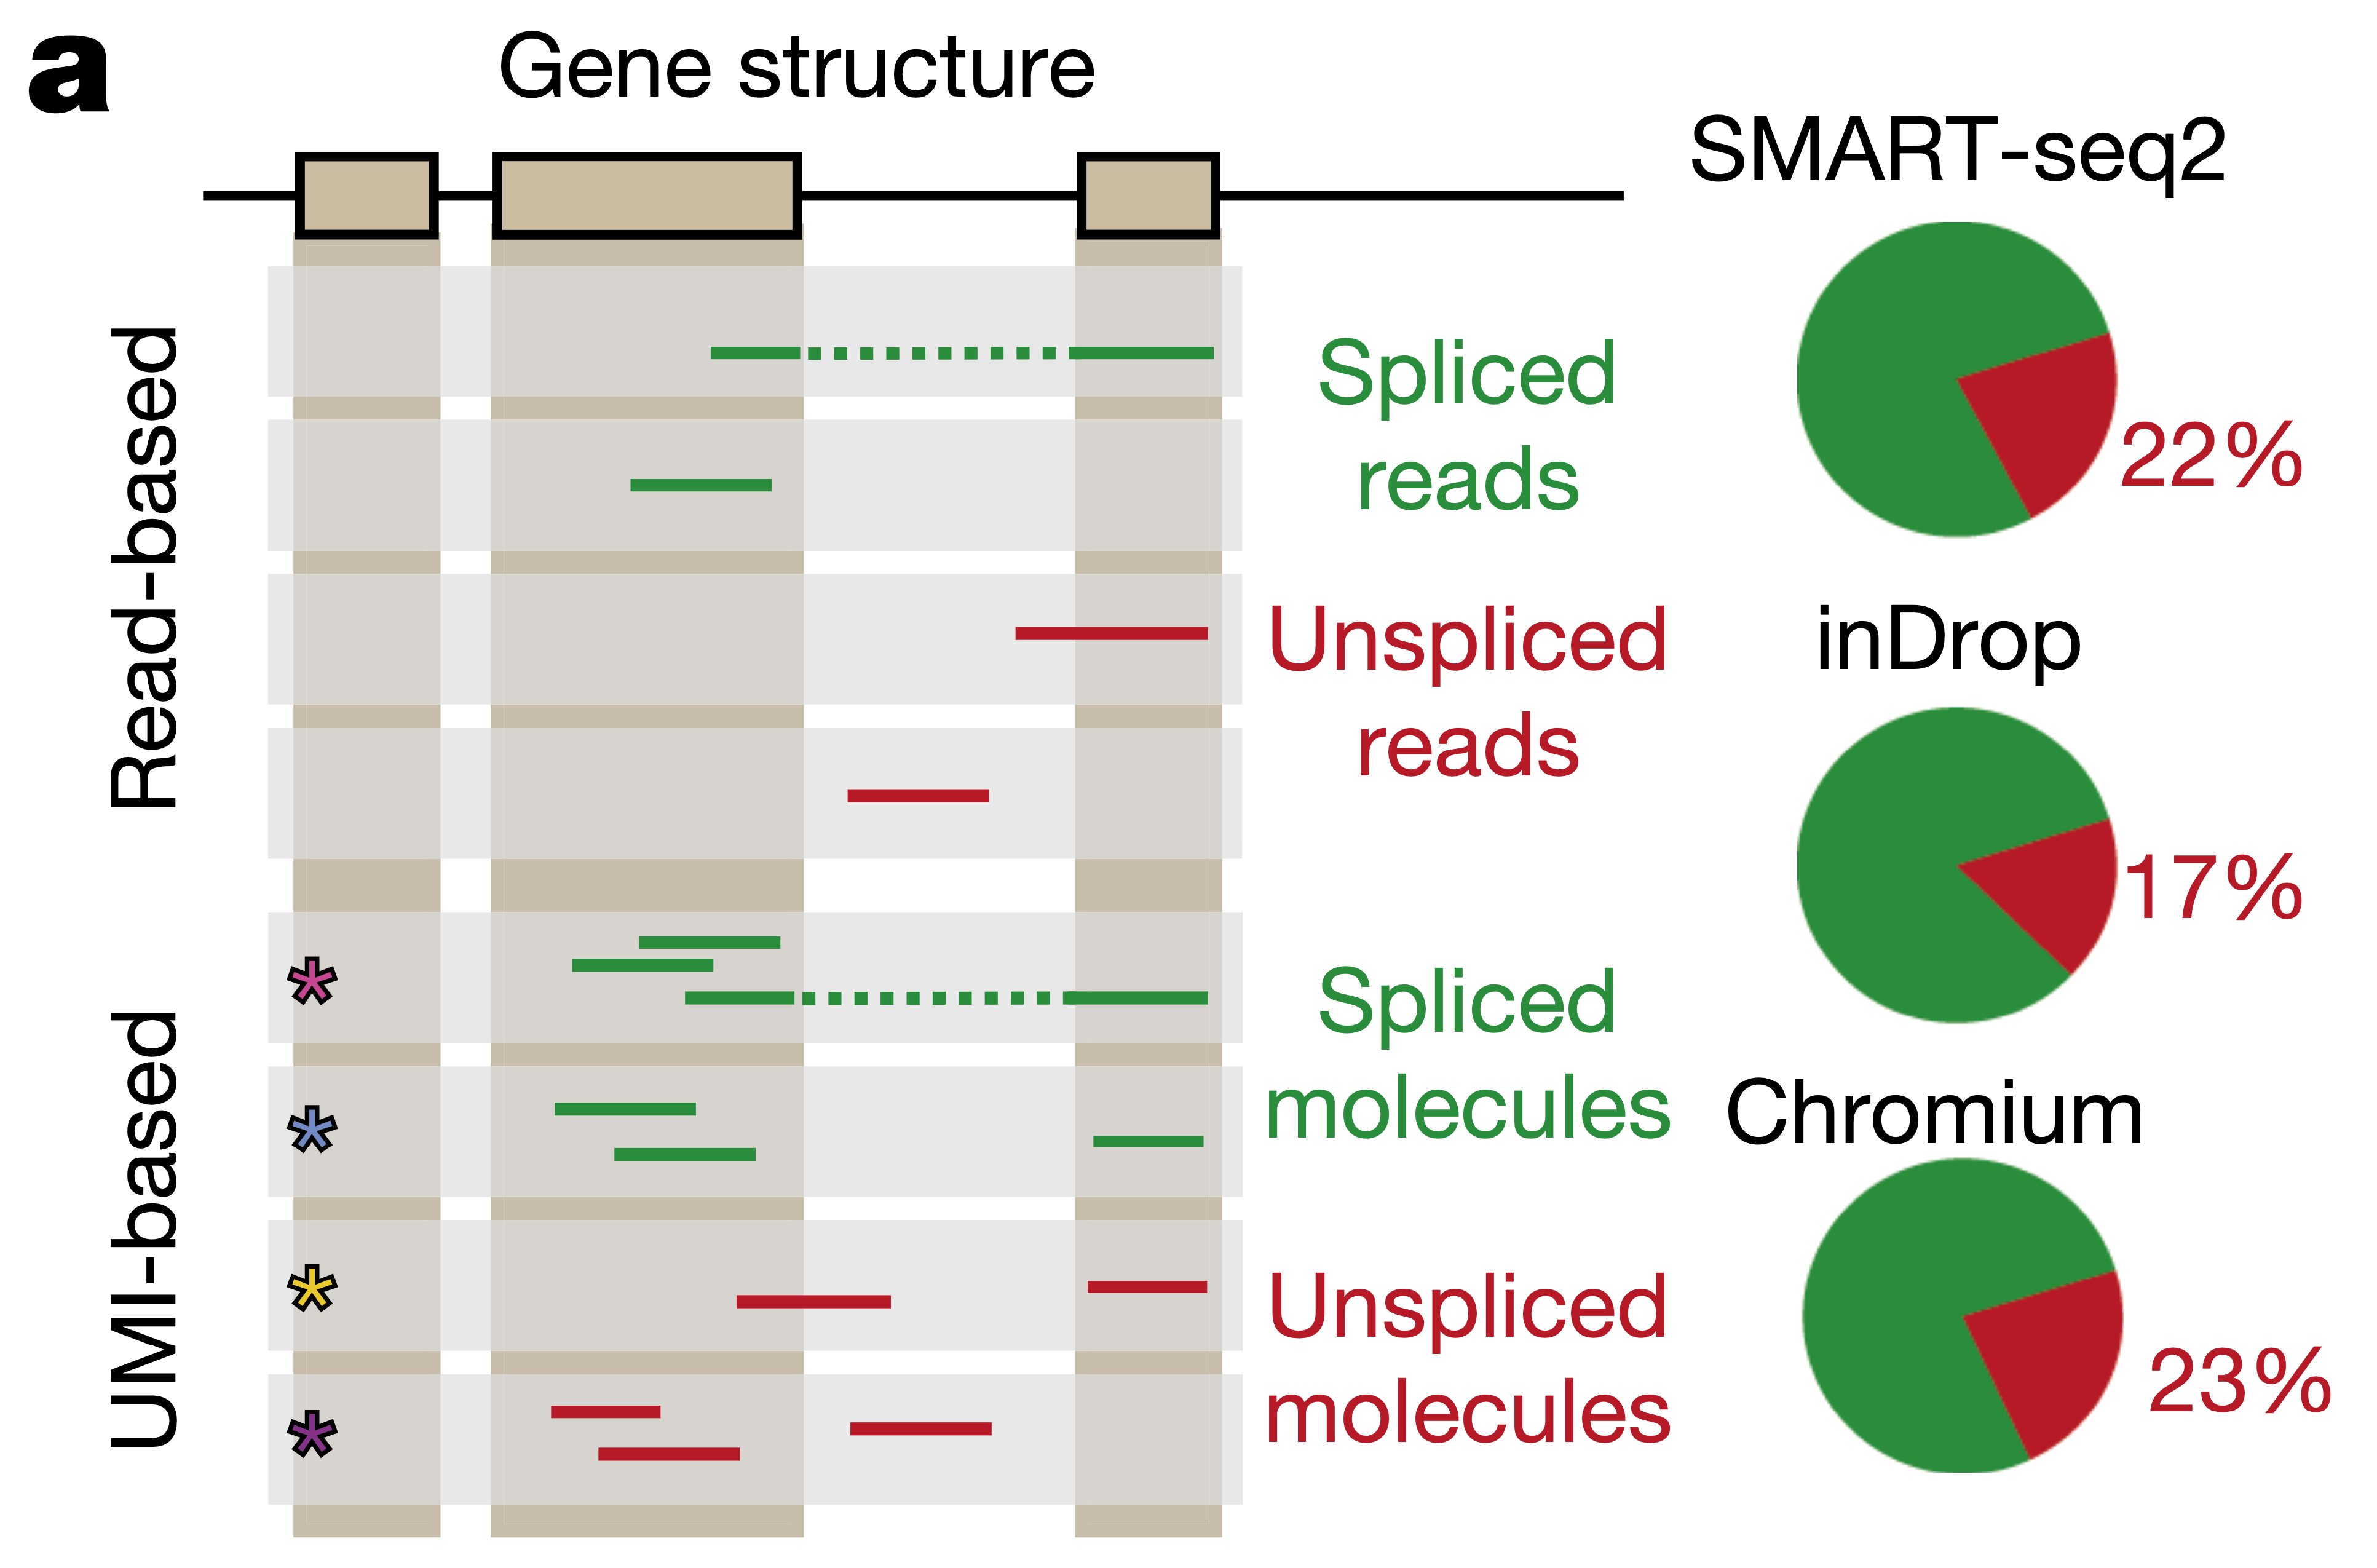 a
Gene structure
SMART-seq2
Read-based
Spliced
reads
22%
Unspliced
reads
inDrop
17%
UMI-based
*
Spliced
molecules
*
Chromium
*
Unspliced
molecules
*
23%